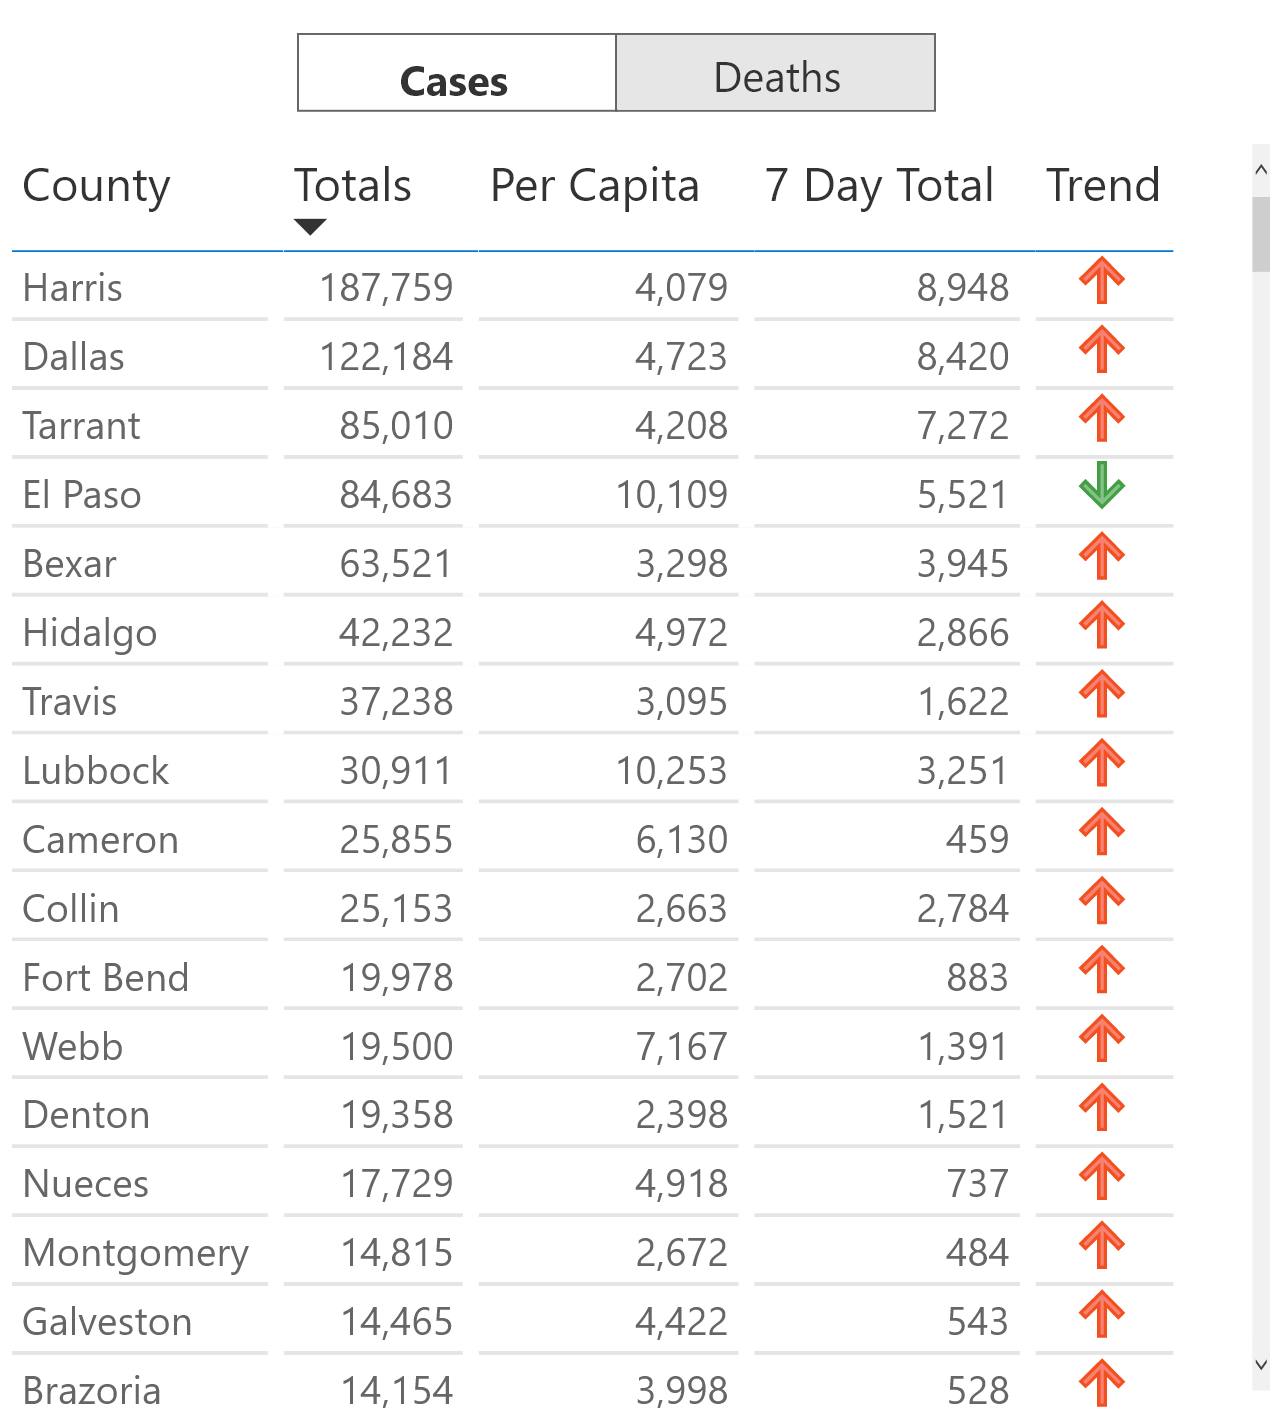 Cases Deaths
County Totals Per Capita 7 Day Total Trend
Harris 187,759 4,079 8,948
Dallas 122,184 4,723 8,420
Tarrant 85,010 4,208 7,272
El Paso 84,683 10,109 5,521
Bexar 63,521 3,298 3,945
Hidalgo 42,232 4,972 2,866
Travis 37,238 3,095 1,622
Lubbock 30,911 10,253 3,251
Cameron 25,855 6,130 459
Collin 25,153 2,663 2,784
Fort Bend 19,978 2,702 883
Webb 19,500 7,167 1,391
Denton 19,358 2,398 1,521
Nueces 17,729 4,918 737
Montgomery 14,815 2,672 484
Galveston 14,465 4,422 543
Brazoria 14,154 3,998 528